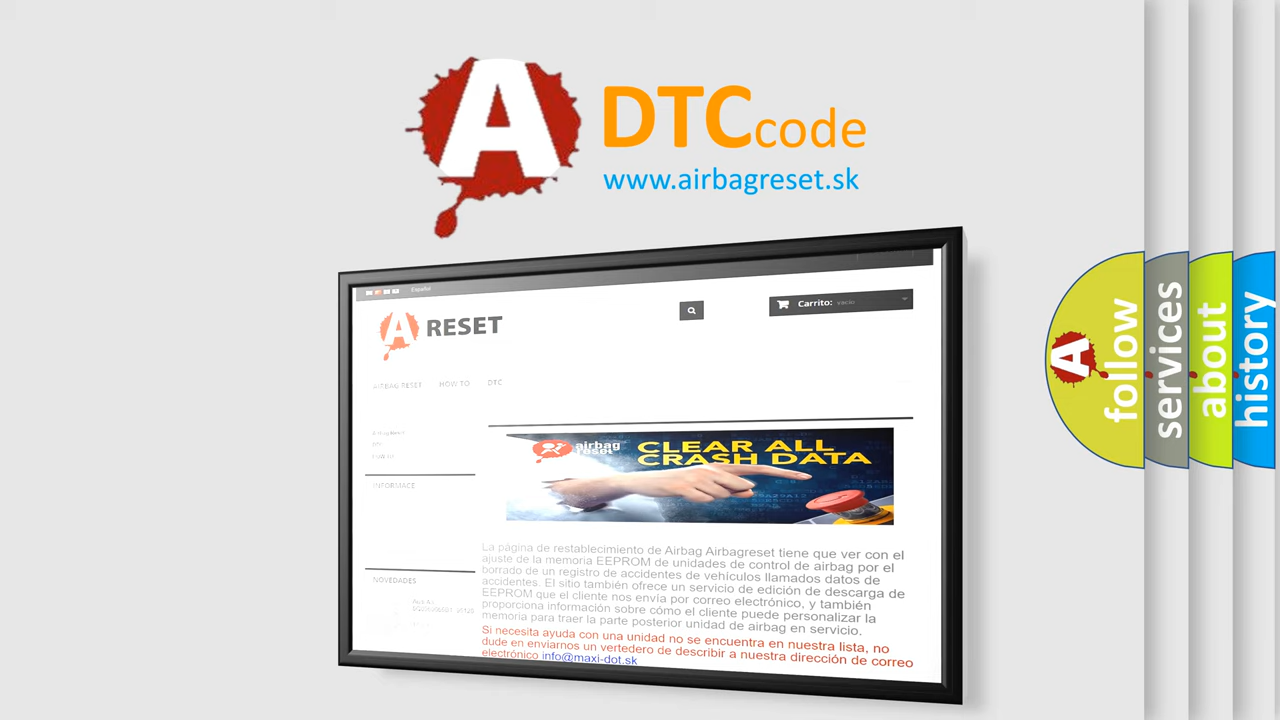 A
DTCcode
www.airbagreset.sk
Español
A RESET
Carrito: vacío
AIRBAG RESET HOW TO DTC
INFORMACE
NOVEDADES
airbag
reset
CLEAR ALL
CRASH DATA
La página de restablecimiento de Airbag Airbagreset tiene que ver con el
ajuste de la memoria EEPROM de unidades de control de airbag por el
borrado de un registro de accidentes de vehículos llamados datos de
accidentes. El sitio también ofrece un servicio de edición de descarga de
EEPROM que el cliente nos envía por correo electrónico, y también
proporciona información sobre cómo el cliente puede personalizar la
memoria para traer la parte posterior unidad de airbag en servicio.
Si necesita ayuda con una unidad no se encuentra en nuestra lista, no
dude en enviarnos un vertedero de describir a nuestra dirección de correo
electrónico info@maxi-dot.sk
A
follow
services
about
history